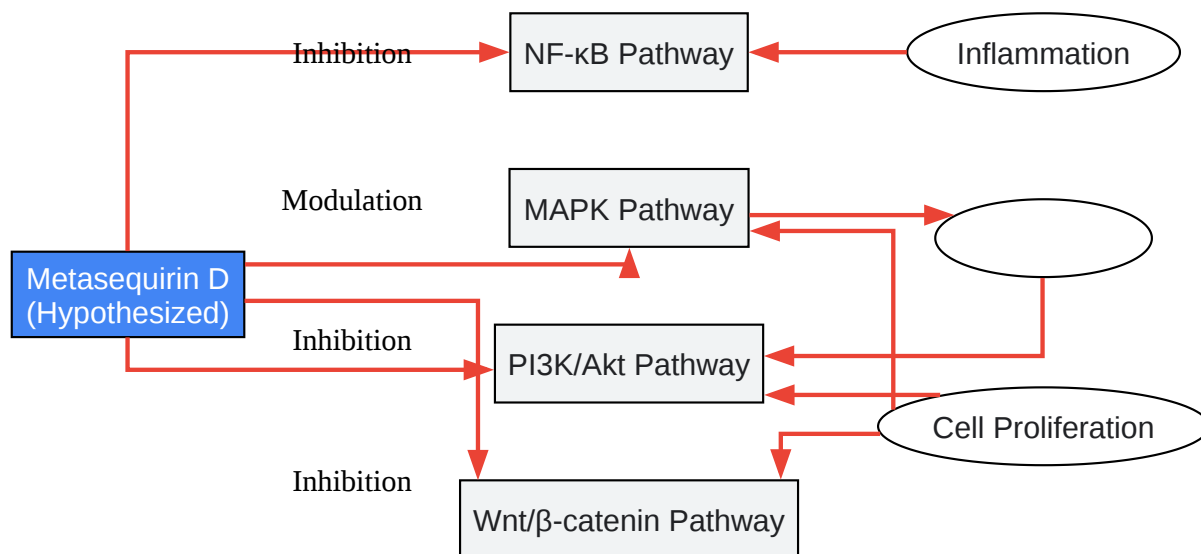 Inhibition
NF-κB Pathway
Inflammation
Modulation
MAPK Pathway
Metasequirin D
(Hypothesized)
Inhibition
PI3K/Akt Pathway
Cell Proliferation
Inhibition
Wnt/β-catenin Pathway